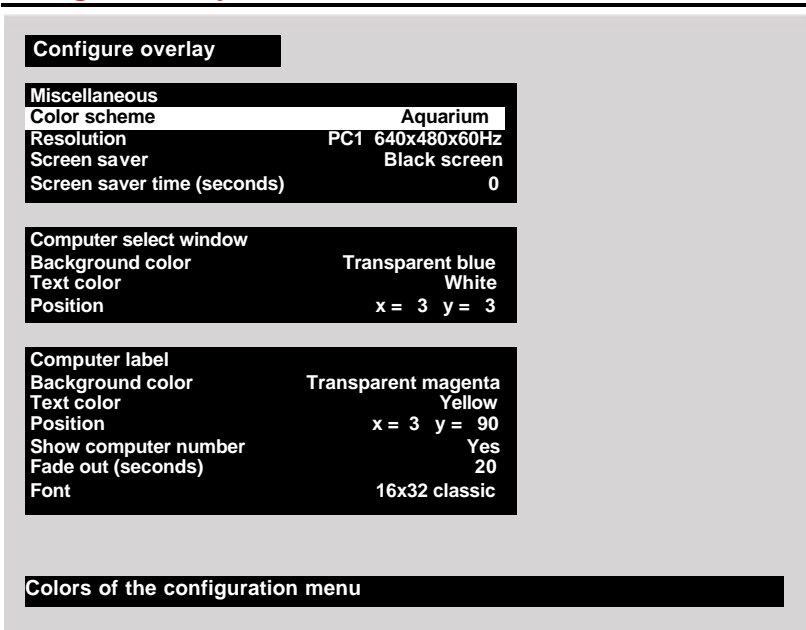 Configure overlay
Miscellaneous
Color scheme Aquarium
Resolution PC1 640x480x60Hz
Screen saver Black screen
Screen saver time (seconds) 0
Computer select window
Background color Transparent blue
Text color White
Position x = 3 y = 3
Computer label
Background color Transparent magenta
Text color Yellow
Position x = 3 y = 90
Show computer number Yes
Fade out (seconds) 20
Font 16x32 classic
Colors of the configuration menu